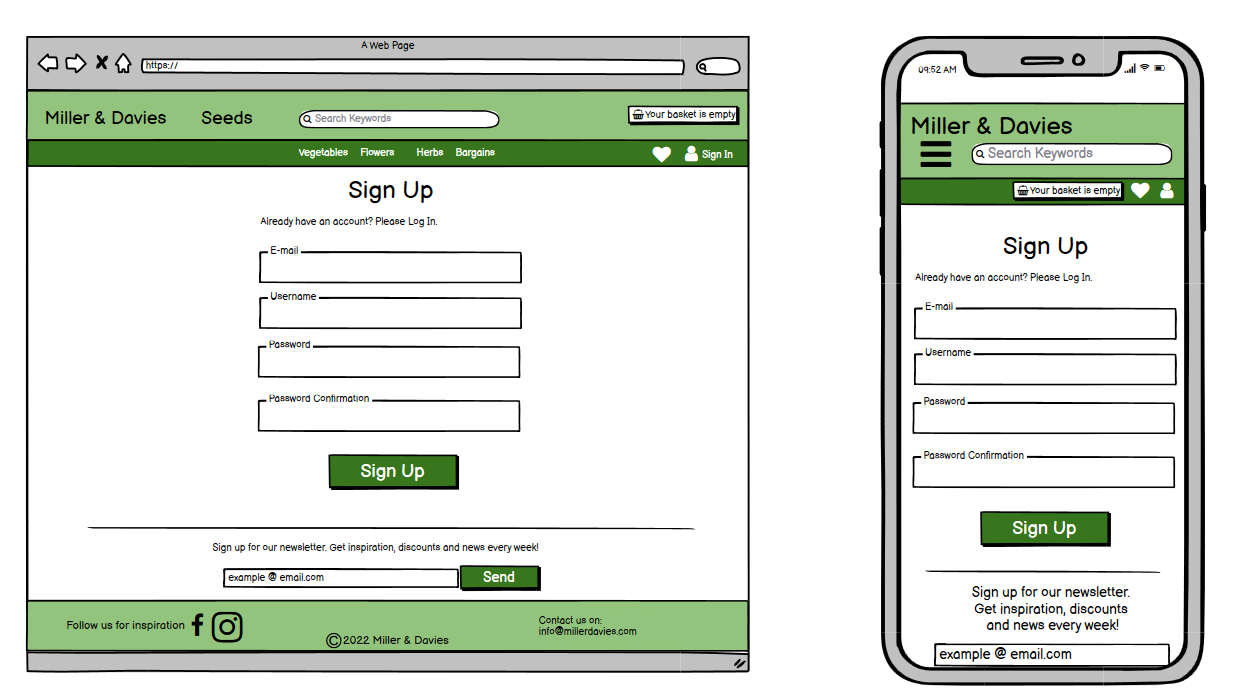 A Web Page
https://
Miller & Davies
Seeds
Search Keywords
Your basket is empty
Vegetables Flowers Herbs Bargains
Sign In
Sign Up
Already have an account? Please Log In.
E-mail
Username
Password
Password Confirmation
Sign Up
Sign up for our newsletter. Get inspiration, discounts and news every week!
example @ email.com
Send
Follow us for inspiration
©2022 Miller & Davies
Contact us on:
info@millerdavies.com
09:52 AM
Miller & Davies
Search Keywords
Your basket is empty
Sign Up
Already have an account? Please Log In.
E-mail
Username
Password
Password Confirmation
Sign Up
Sign up for our newsletter.
Get inspiration, discounts
and news every week!
example @ email.com